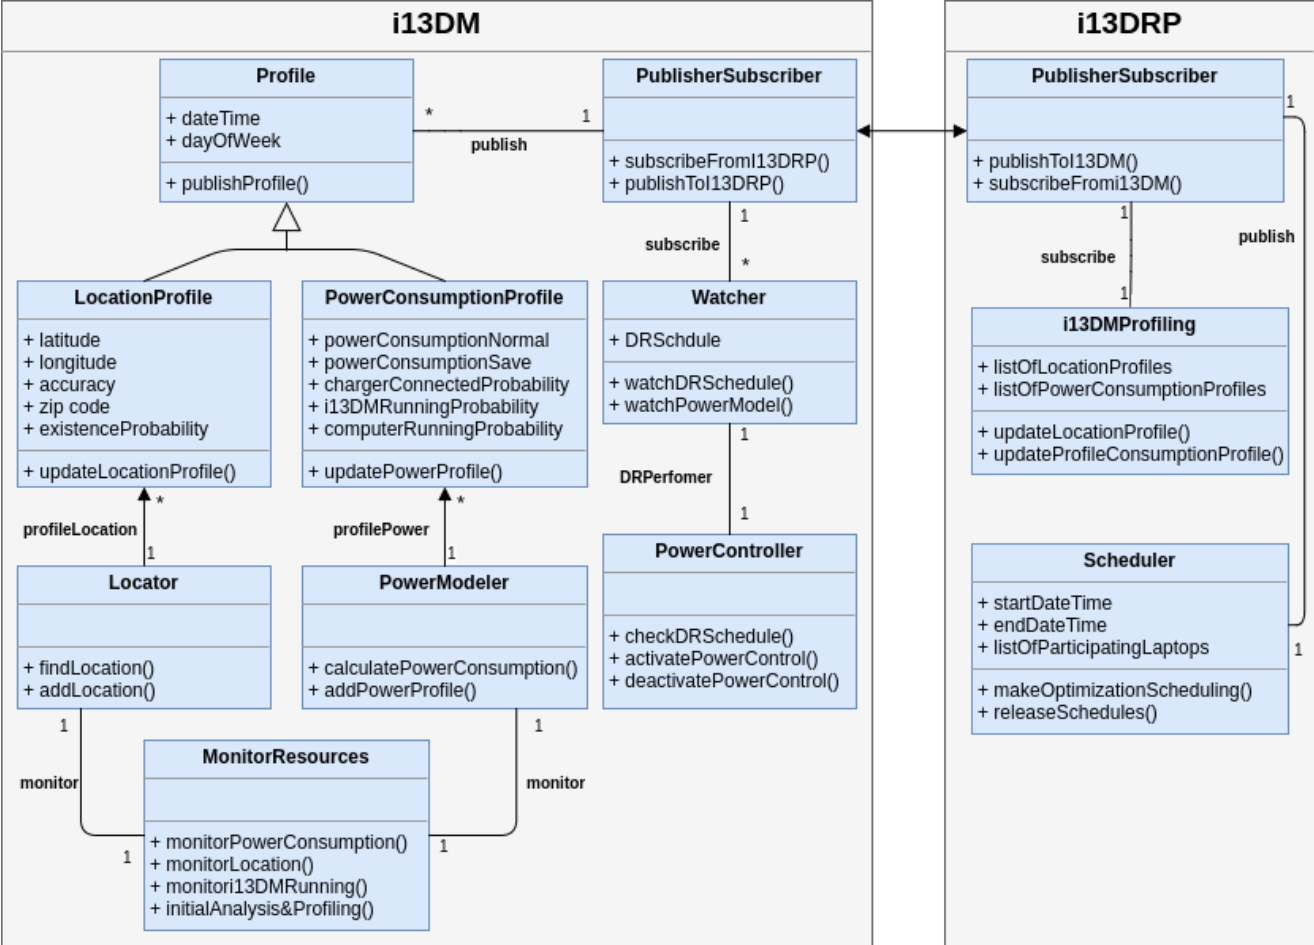 i13DM
Profile
+ dateTime
+ dayOfWeek
+ publishProfile()
*
1
publish
PublisherSubscriber
+ subscribeFromI13DRP()
+ publishToI13DRP()
1
subscribe
*
LocationProfile
+ latitude
+ longitude
+ accuracy
+ zip code
+ existenceProbability
+ updateLocationProfile()
PowerConsumptionProfile
+ powerConsumptionNormal
+ powerConsumptionSave
+ chargerConnectedProbability
+ i13DMRunningProbability
+ computerRunningProbability
+ updatePowerProfile()
Watcher
+ DRSchdule
+ watchDRSchedule()
+ watchPowerModel()
*
profileLocation
1
*
profilePower
1
1
DRPerfomer
1
Locator
+ findLocation()
+ addLocation()
PowerModeler
+ calculatePowerConsumption()
+ addPowerProfile()
PowerController
+ checkDRSchedule()
+ activatePowerControl()
+ deactivatePowerControl()
1
monitor
1
1
monitor
1
MonitorResources
+ monitorPowerConsumption()
+ monitorLocation()
+ monitori13DMRunning()
+ initialAnalysis&Profiling()
i13DRP
PublisherSubscriber
+ publishToI13DM()
+ subscribeFromi13DM()
1
publish
1
1
subscribe
1
i13DMProfiling
+ listOfLocationProfiles
+ listOfPowerConsumptionProfiles
+ updateLocationProfile()
+ updateProfileConsumptionProfile()
Scheduler
+ startDateTime
+ endDateTime
+ listOfParticipatingLaptops
+ makeOptimizationScheduling()
+ releaseSchedules()